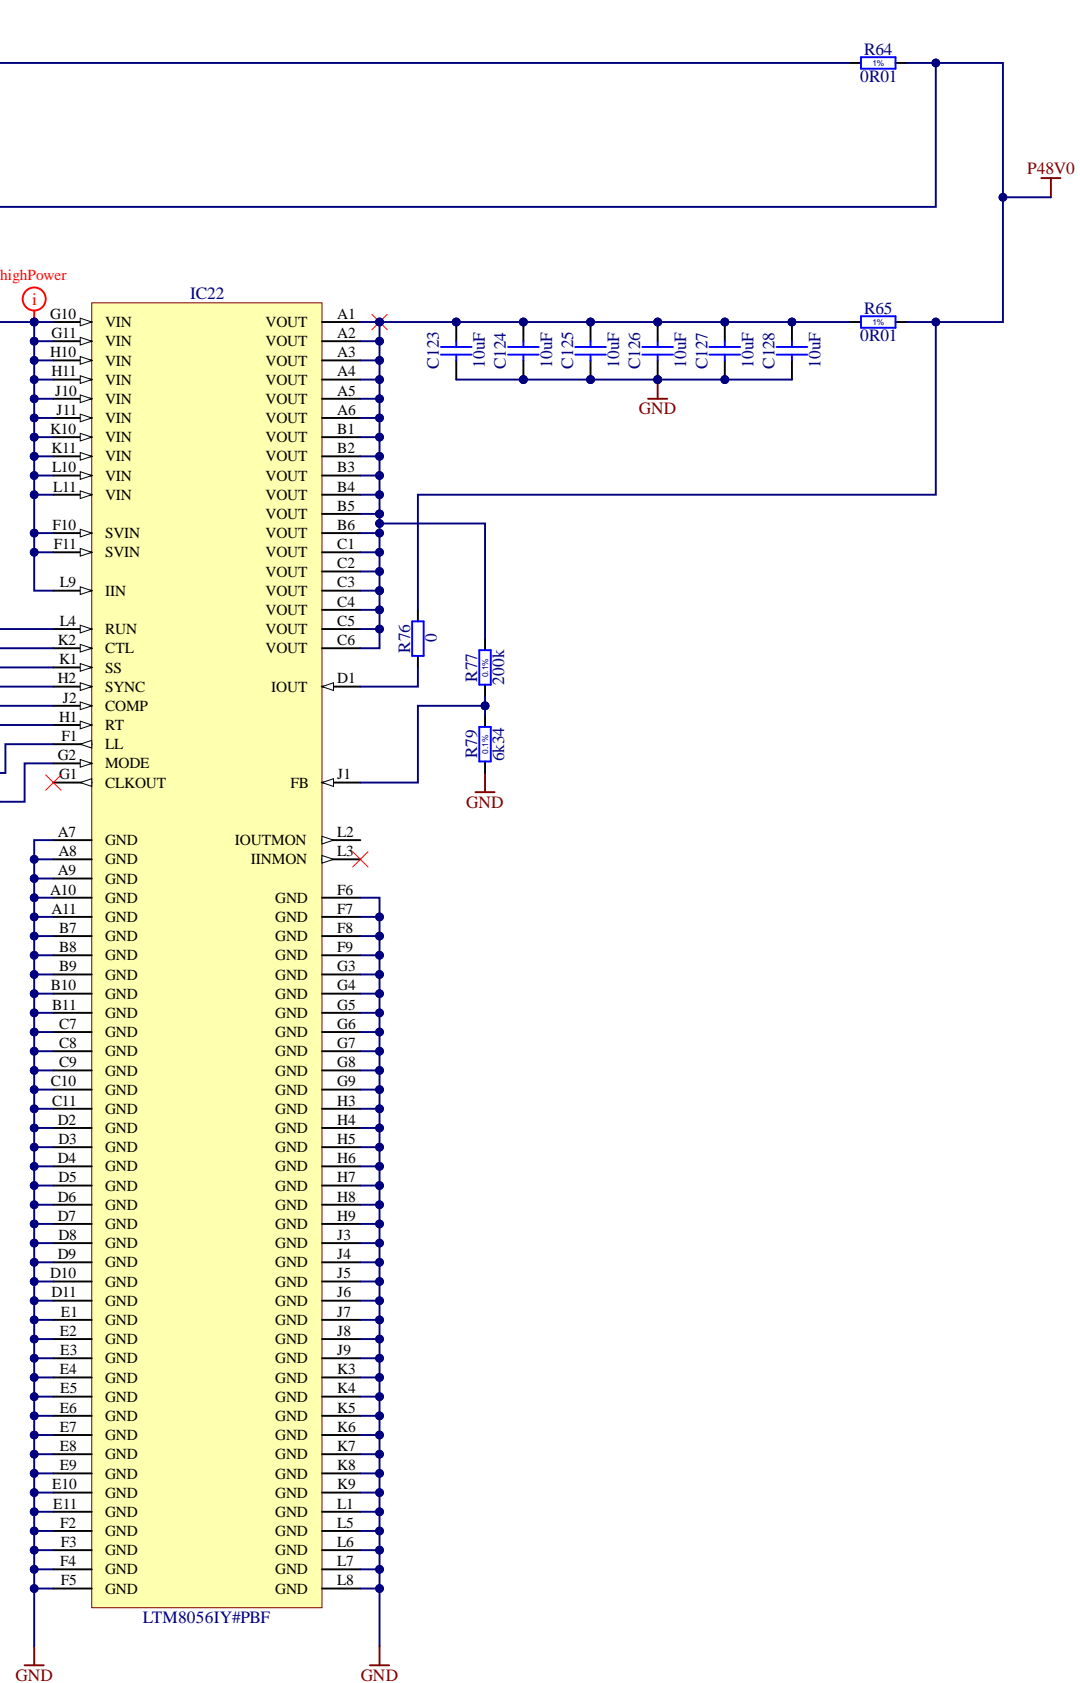 R64
1%
0R01
P48V0
highPower
i
IC22
R65
1%
0R01
G10 VIN VOUT A1
G11 VIN VOUT A2
H10 VIN VOUT A3
H11 VIN VOUT A4
J10 VIN VOUT A5
J11 VIN VOUT A6
K10 VIN VOUT B1
K11 VIN VOUT B2
L10 VIN VOUT B3
L11 VIN VOUT B4
VOUT B5
F10 SVIN VOUT B6
F11 SVIN VOUT C1
VOUT C2
L9 IIN VOUT C3
VOUT C4
L4 RUN VOUT C5
K2 CTL VOUT C6
K1 SS
H2 SYNC IOUT D1
J2 COMP
H1 RT
F1 LL
G2 MODE
G1 CLKOUT FB J1
C123 10uF
C124 10uF
C125 10uF
C126 10uF
C127 10uF
C128 10uF
GND
R76 0
R77 0.1% 200k
R79 0.1% 6k34
GND
A7 GND IOUTMON L2
A8 GND IINMON L3
A9 GND
A10 GND GND F6
A11 GND GND F7
B7 GND GND F8
B8 GND GND F9
B9 GND GND G3
B10 GND GND G4
B11 GND GND G5
C7 GND GND G6
C8 GND GND G7
C9 GND GND G8
C10 GND GND G9
C11 GND GND H3
D2 GND GND H4
D3 GND GND H5
D4 GND GND H6
D5 GND GND H7
D6 GND GND H8
D7 GND GND H9
D8 GND GND J3
D9 GND GND J4
D10 GND GND J5
D11 GND GND J6
E1 GND GND J7
E2 GND GND J8
E3 GND GND J9
E4 GND GND K3
E5 GND GND K4
E6 GND GND K5
E7 GND GND K6
E8 GND GND K7
E9 GND GND K8
E10 GND GND K9
E11 GND GND L1
F2 GND GND L5
F3 GND GND L6
F4 GND GND L7
F5 GND GND L8
LTM8056IY#PBF
GND
GND